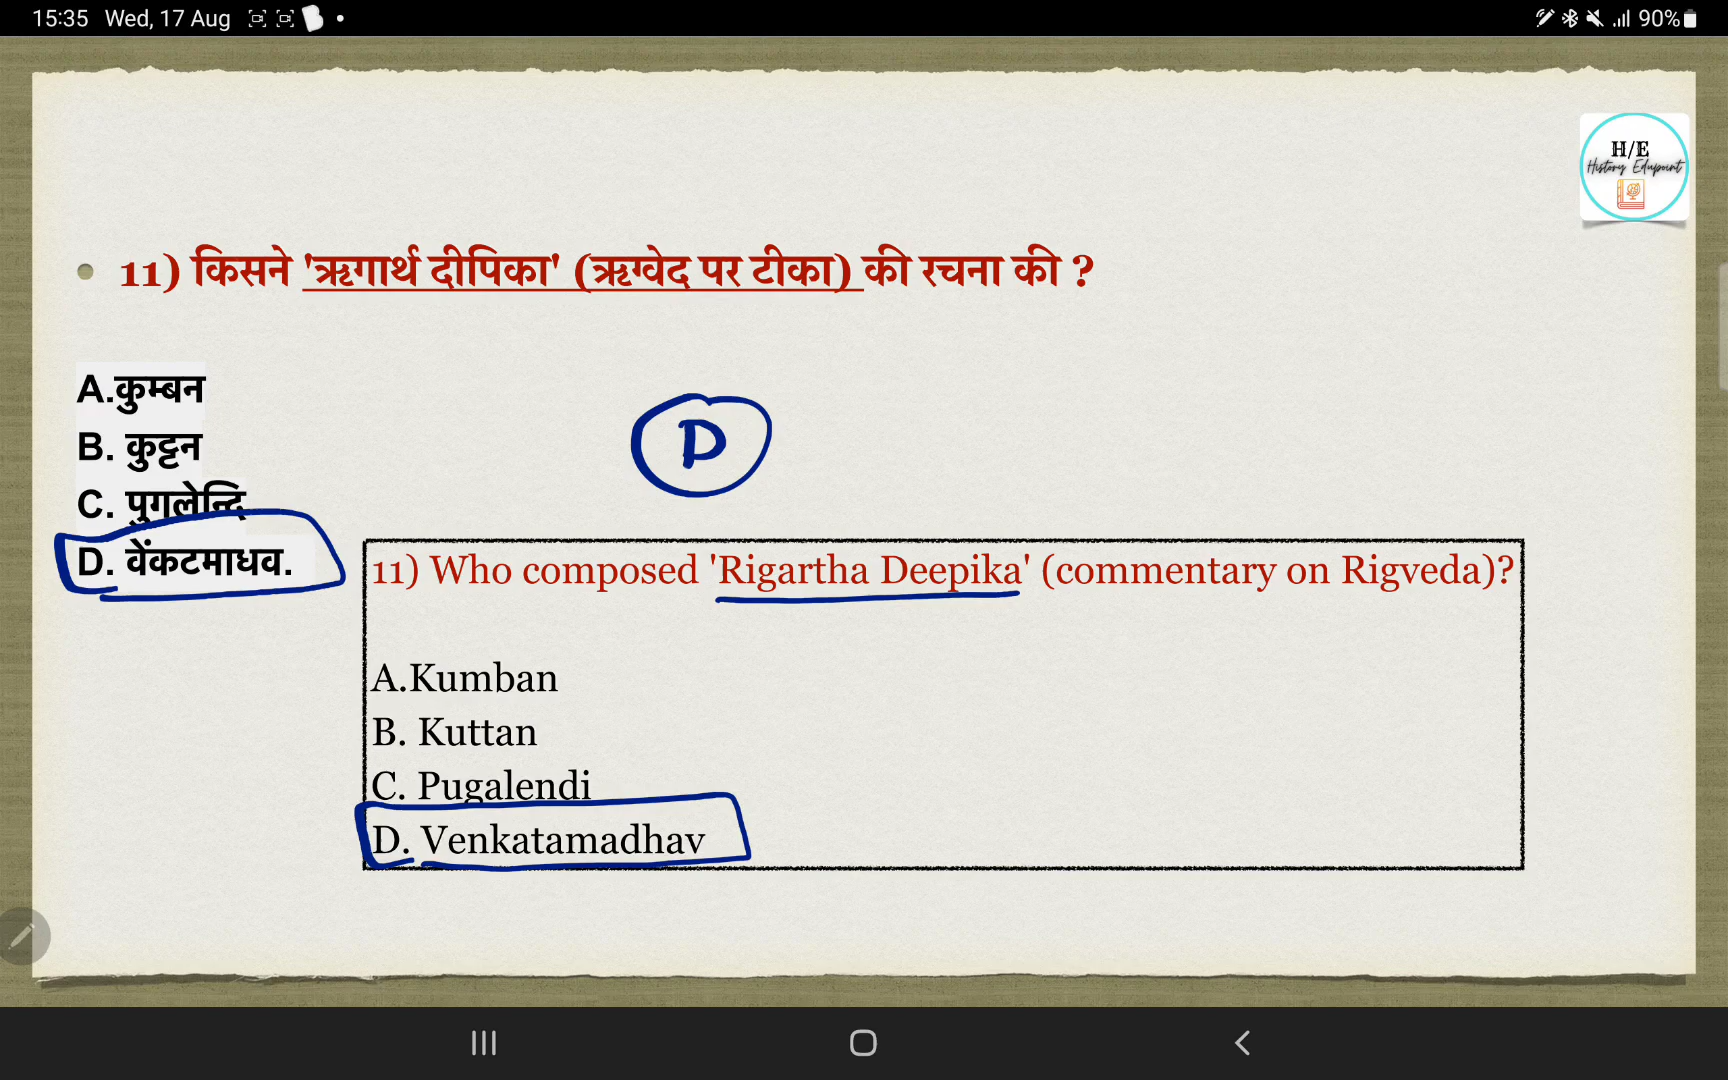 15:35 Wed, 17 Aug
90%
H/E
History Edupoint
11) किसने 'ऋगार्थ दीपिका' (ऋग्वेद पर टीका) की रचना की ?
A.कुम्बन
B. कुट्टन
C. पुगलेन्दि
D. वेंकटमाधव.
D
11) Who composed 'Rigartha Deepika' (commentary on Rigveda)?
A.Kumban
B. Kuttan
C. Pugalendi
D. Venkatamadhav